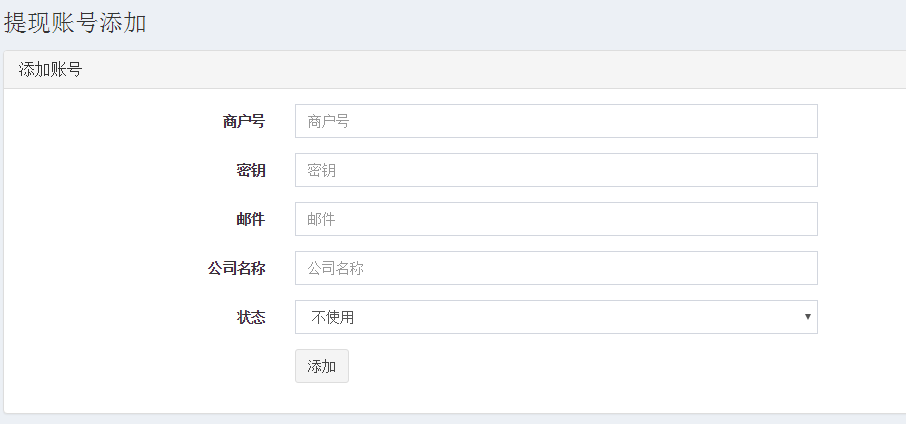 提现账号添加
添加账号
商户号 商户号
密钥 密钥
邮件 邮件
公司名称 公司名称
状态 不使用
添加